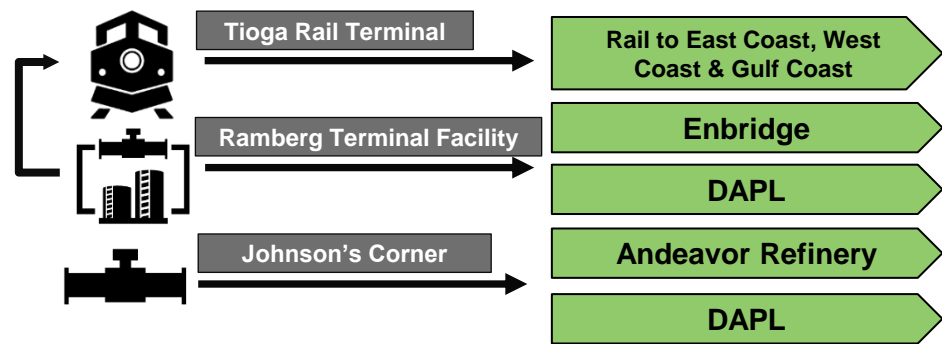 Tioga Rail Terminal
Rail to East Coast, West
Coast & Gulf Coast
Ramberg Terminal Facility
Enbridge
DAPL
Johnson's Corner
Andeavor Refinery
DAPL